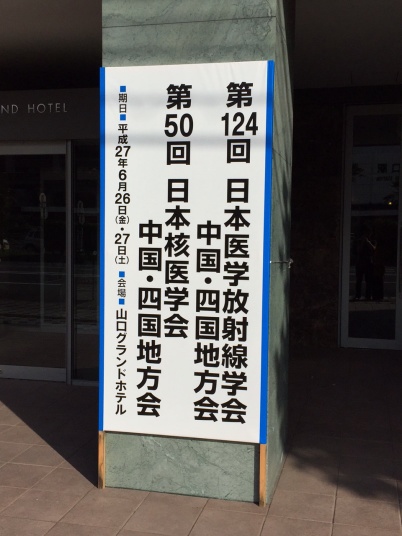 第124回 日本医学放射線学会
中国・四国地方会
第50回 日本核医学会
中国・四国地方会
■期日■平成27年6月26日(金)・27日(土) ■会場■山口グランドホテル
ND HOTEL